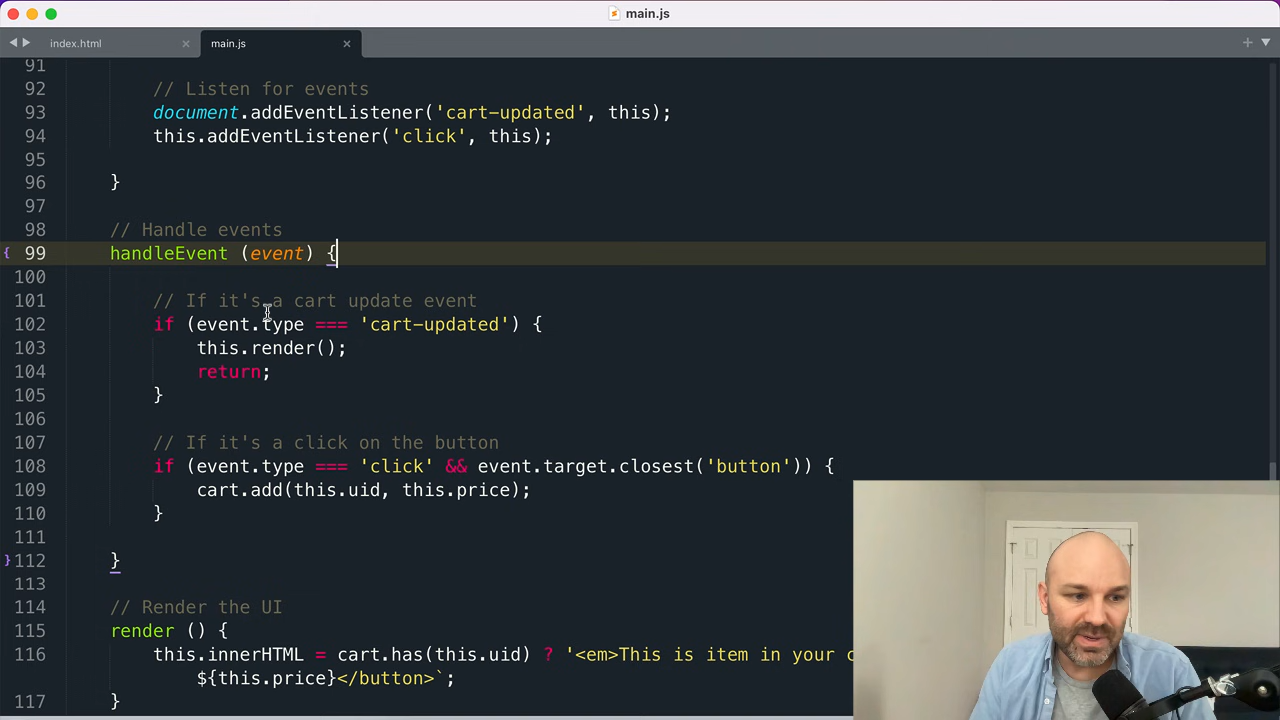 main.js
index.html
main.js
91
92 // Listen for events
93 document.addEventListener('cart-updated', this);
94 this.addEventListener('click', this);
95
96 }
97
98 // Handle events
99 handleEvent (event) {
100
101 // If it's a cart update event
102 if (event.type === 'cart-updated') {
103 this.render();
104 return;
105 }
106
107 // If it's a click on the button
108 if (event.type === 'click' && event.target.closest('button')) {
109 cart.add(this.uid, this.price);
110 }
111
112 }
113
114 // Render the UI
115 render () {
116 this.innerHTML = cart.has(this.uid) ? '<em>This is item in your
${this.price}</button>`;
117 }